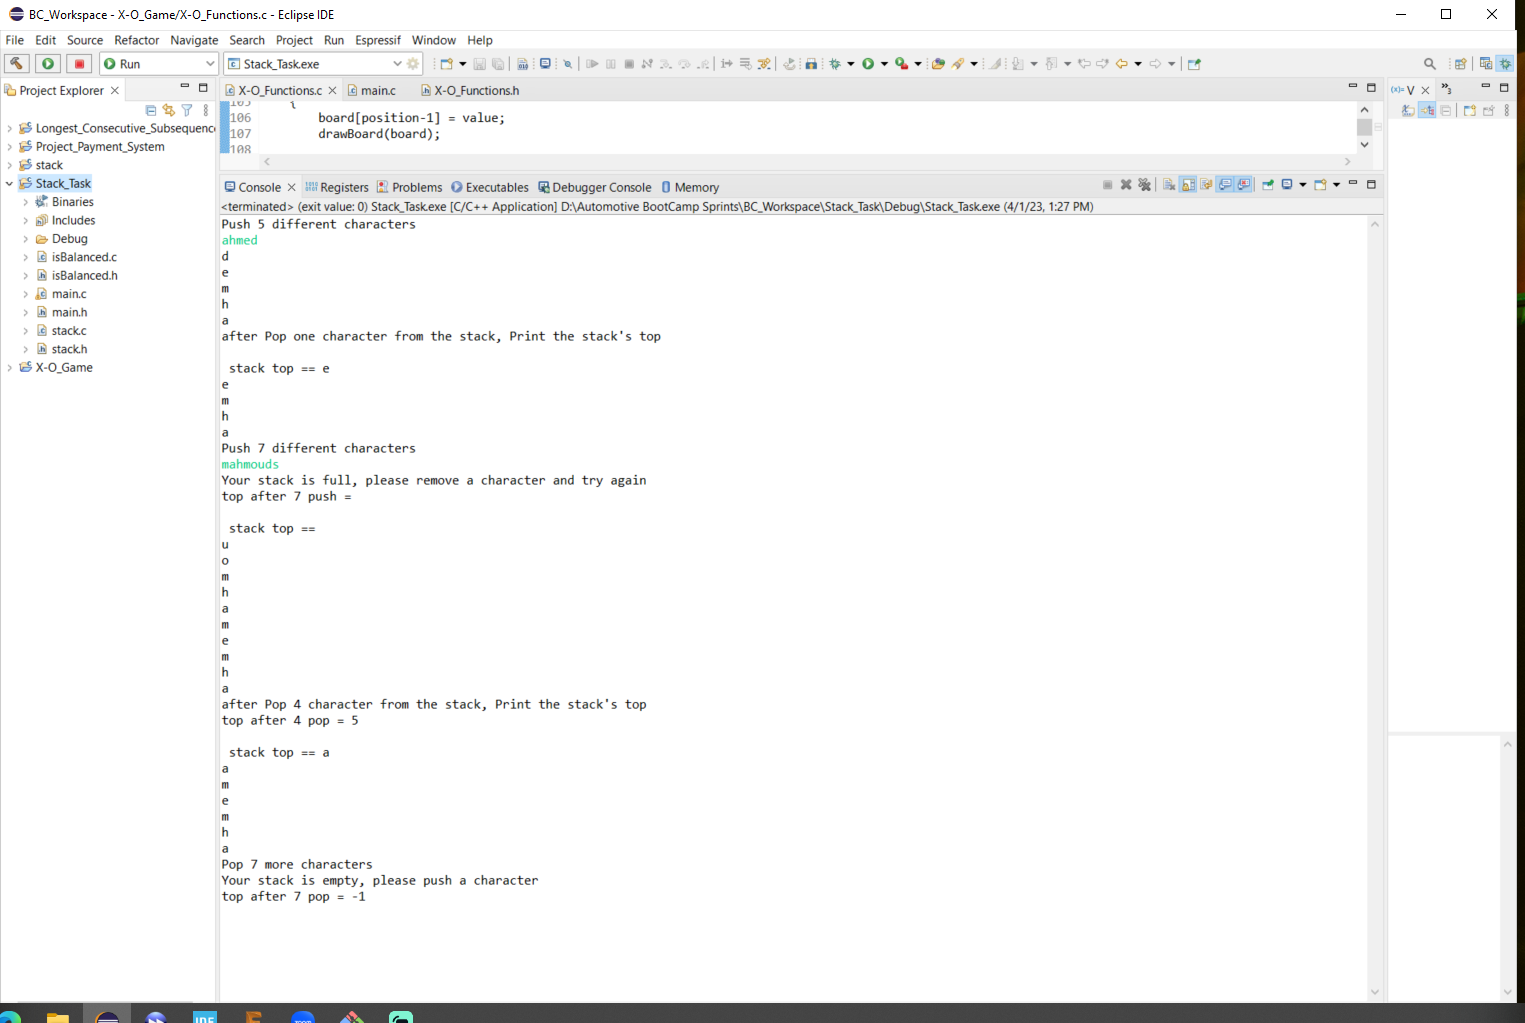 BC_Workspace - X-O_Game/X-O_Functions.c - Eclipse IDE
File Edit Source Refactor Navigate Search Project Run Espressif Window Help
Run Stack_Task.exe
Project Explorer
Longest_Consecutive_Subsequenc
Project_Payment_System
stack
Stack_Task
Binaries
Includes
Debug
isBalanced.c
isBalanced.h
main.c
main.h
stack.c
stack.h
X-O_Game
X-O_Functions.c main.c X-O_Functions.h
105 {
106 board[position-1] = value;
107 drawBoard(board);
108
Console Registers Problems Executables Debugger Console Memory
<terminated> (exit value: 0) Stack_Task.exe [C/C++ Application] D:\Automotive BootCamp Sprints\BC_Workspace\Stack_Task\Debug\Stack_Task.exe (4/1/23, 1:27 PM)
Push 5 different characters
ahmed
d
e
m
h
a
after Pop one character from the stack, Print the stack's top
stack top == e
e
m
h
a
Push 7 different characters
mahmouds
Your stack is full, please remove a character and try again
top after 7 push =
stack top ==
u
o
m
h
a
m
e
m
h
a
after Pop 4 character from the stack, Print the stack's top
top after 4 pop = 5
stack top == a
a
m
e
m
h
a
Pop 7 more characters
Your stack is empty, please push a character
top after 7 pop = -1
(x)= V
3
IDE
zoom